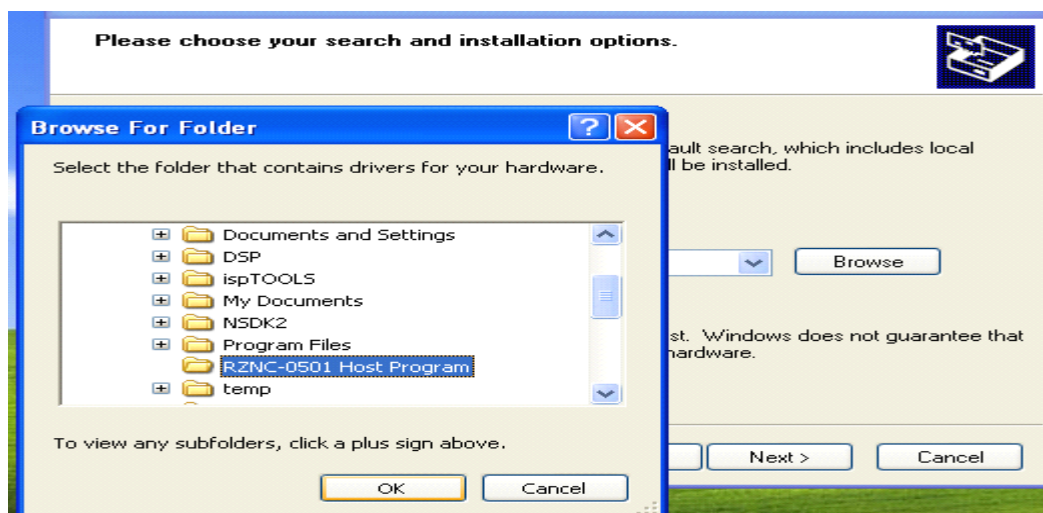 Please choose your search and installation options.
Browse For Folder
Select the folder that contains drivers for your hardware.
Documents and Settings
DSP
ispTOOLS
My Documents
NSDK2
Program Files
RZNC-0501 Host Program
temp
To view any subfolders, click a plus sign above.
OK Cancel
ault search, which includes local
ll be installed.
Browse
st. Windows does not guarantee that
hardware.
Next > Cancel